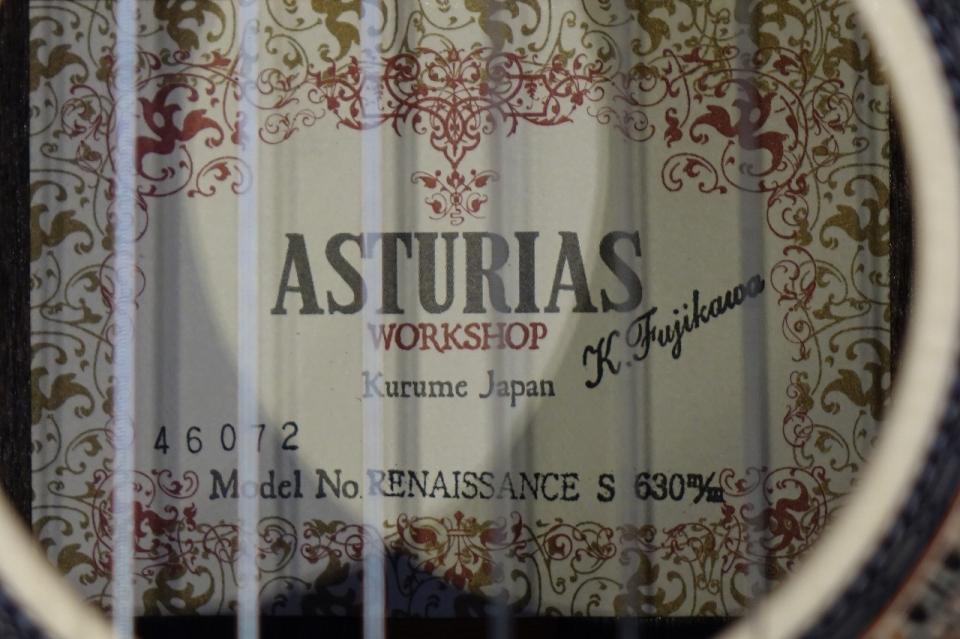 ASTURIAS
WORKSHOP
K. Fujikawa
Kurume Japan
46072
Model No. RENAISSANCE S 630m/m